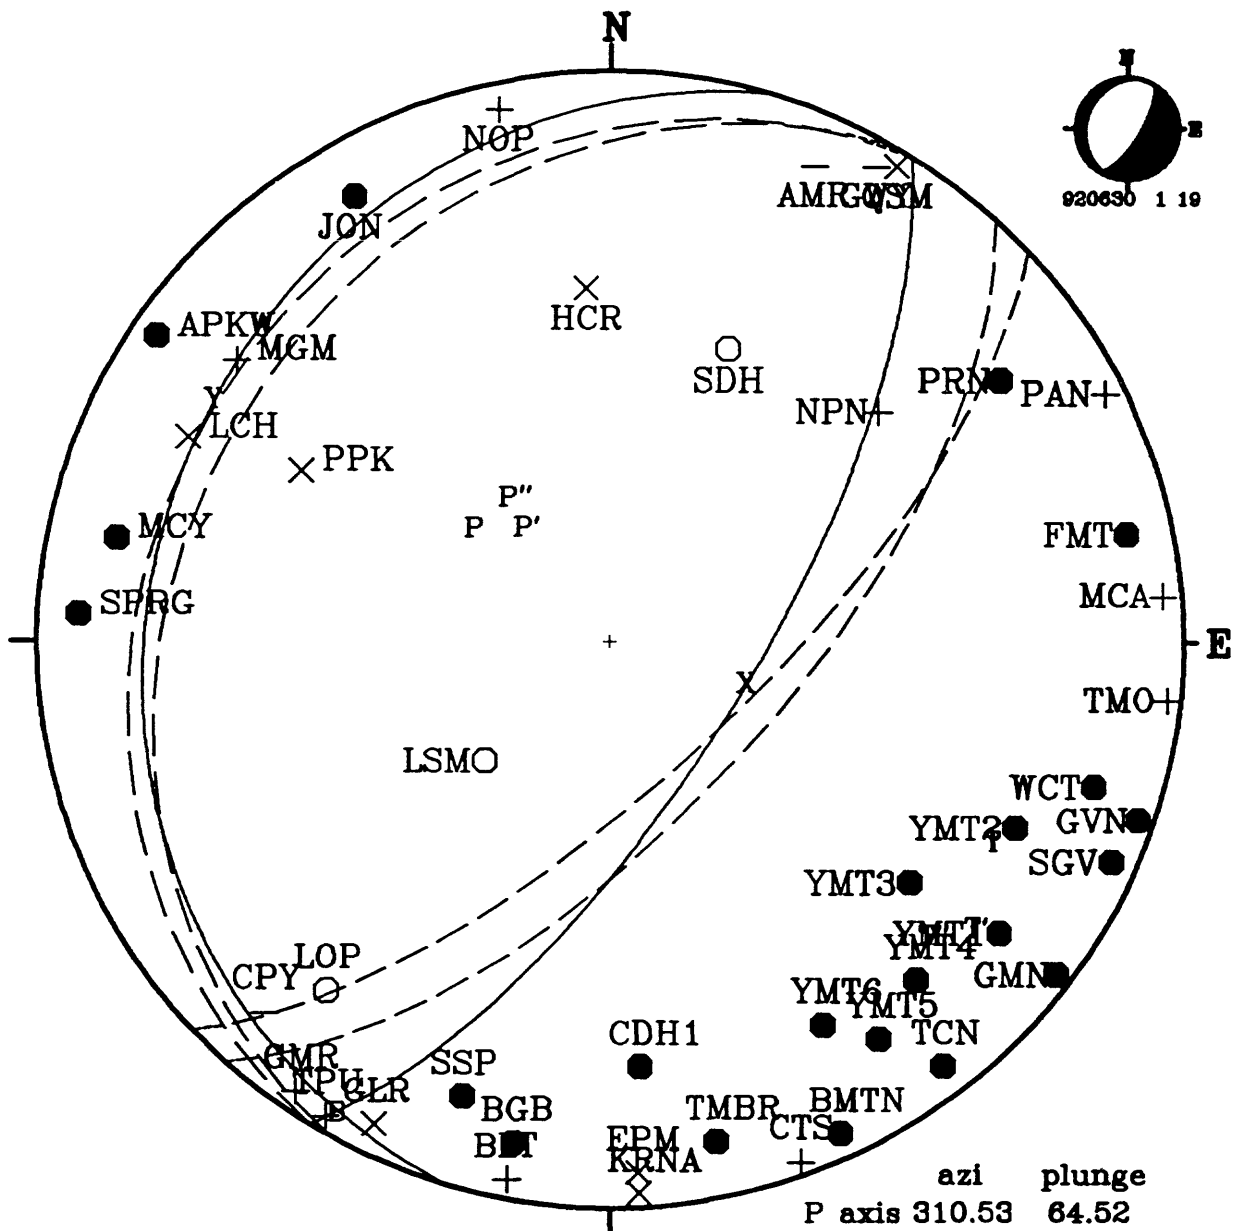 N
N
E
920630 1 19
NOP
AMR
JON
HCR
APKW
MGM
SDH
PRN
PAN
Y
LCH
NPN
PPK
P''
P P'
MCY
FMT
SPRG
MCA
E
X
TMO
LSM
WCT
YMT2
GVN
T
SGV
YMT3
YMT4
LOP
CPY
GMN
YMT6
YMT5
CDH1
TCN
GMR
TPU
SSP
GLR
B
BGB
TMBR
BMTN
CTS
EPM
KRNA
azi plunge
P axis 310.53 64.52